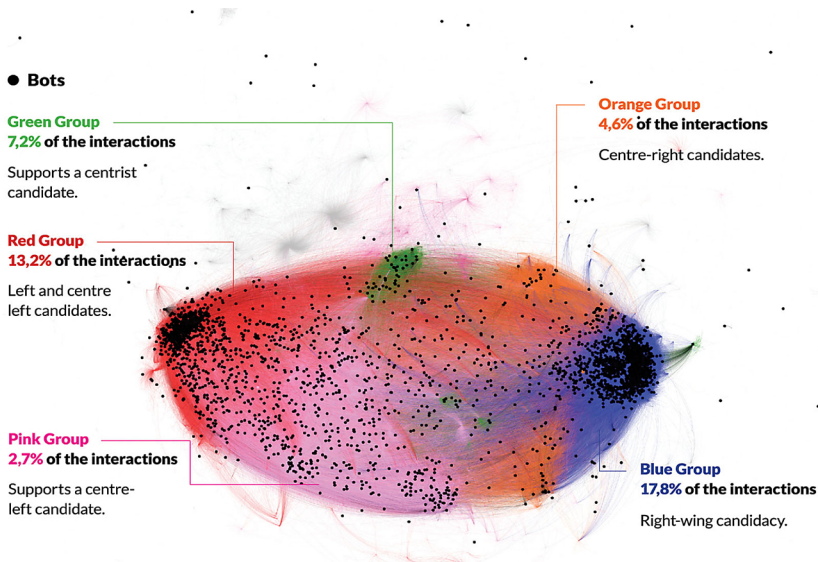 Bots
Green Group
7,2% of the interactions
Supports a centrist
candidate.
Orange Group
4,6% of the interactions
Centre-right candidates.
Red Group
13,2% of the interactions
Left and centre
left candidates.
Pink Group
2,7% of the interactions
Supports a centre-
left candidate.
Blue Group
17,8% of the interactions
Right-wing candidacy.